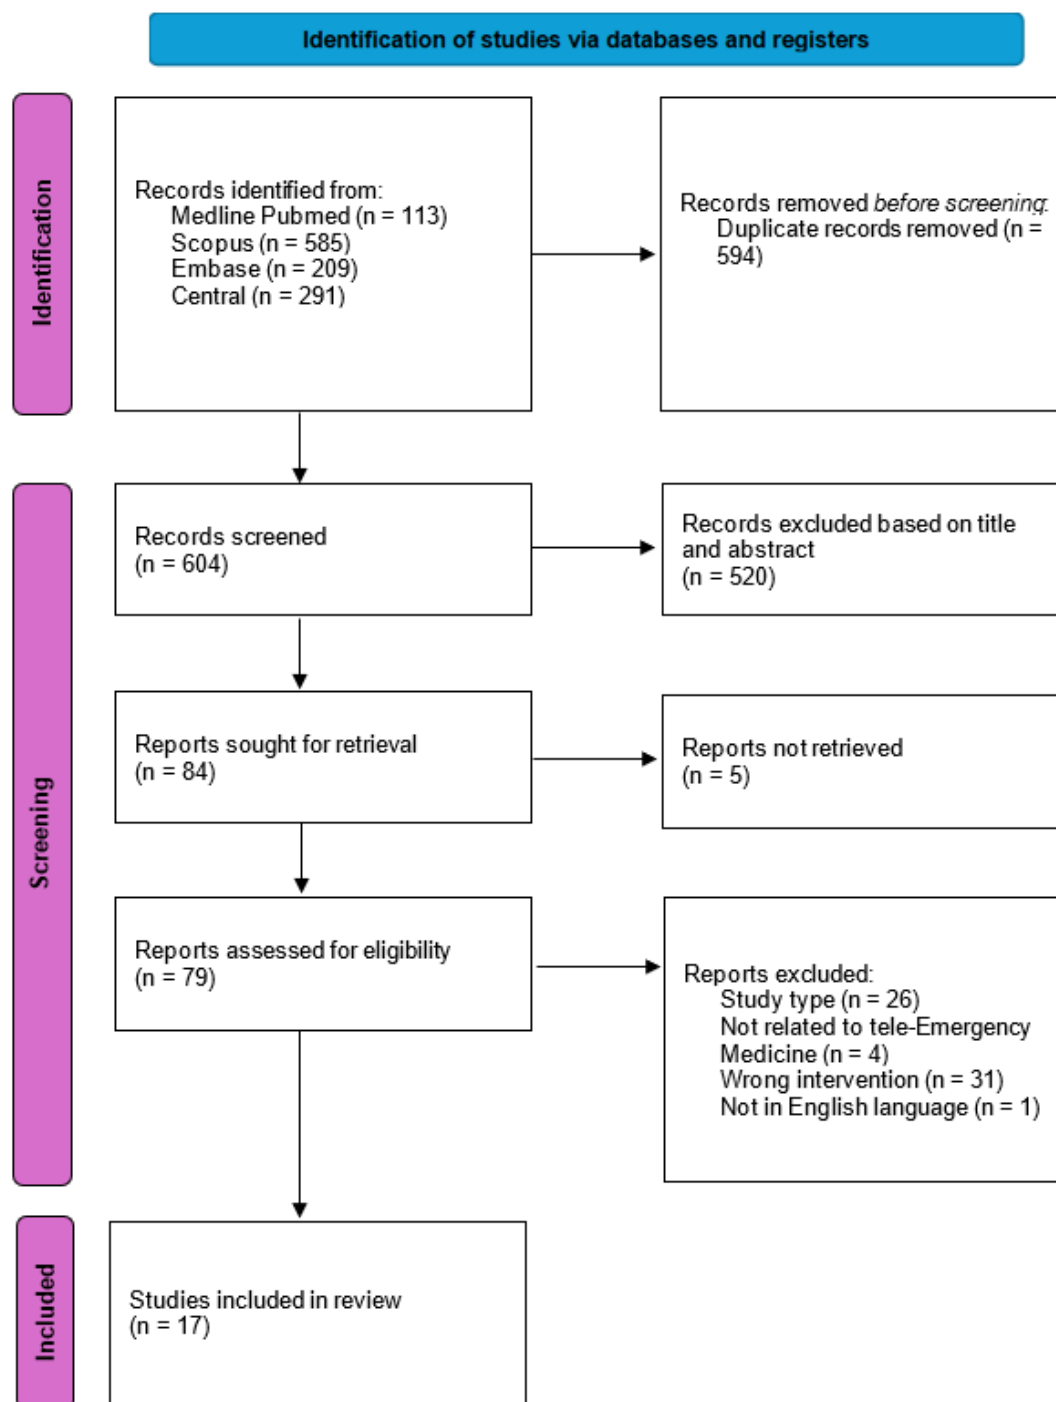 Identification of studies via databases and registers
Identification
Records identified from:
Medline Pubmed (n = 113)
Scopus (n = 585)
Embase (n = 209)
Central (n = 291)
Records removed before screening:
Duplicate records removed (n =
594)
Screening
Records screened
(n = 604)
Records excluded based on title
and abstract
(n = 520)
Reports sought for retrieval
(n = 84)
Reports not retrieved
(n = 5)
Reports assessed for eligibility
(n = 79)
Reports excluded:
Study type (n = 26)
Not related to tele-Emergency
Medicine (n = 4)
Wrong intervention (n = 31)
Not in English language (n = 1)
Included
Studies included in review
(n = 17)